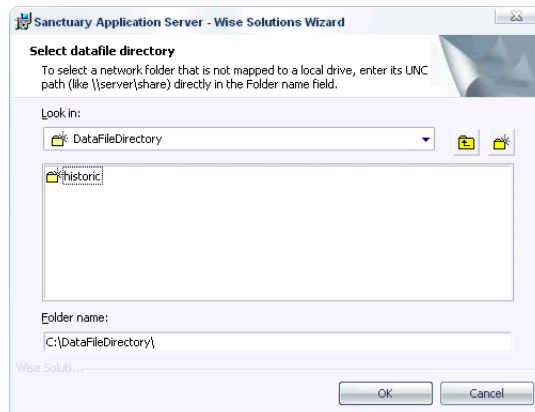 Sanctuary Application Server - Wise Solutions Wizard
Select datafile directory
To select a network folder that is not mapped to a local drive, enter its UNC
path (like \\server\share) directly in the Folder name field.
Look in:
DataFileDirectory
historic
Folder name:
C:\DataFileDirectory\
Wise Soluti...
OK Cancel